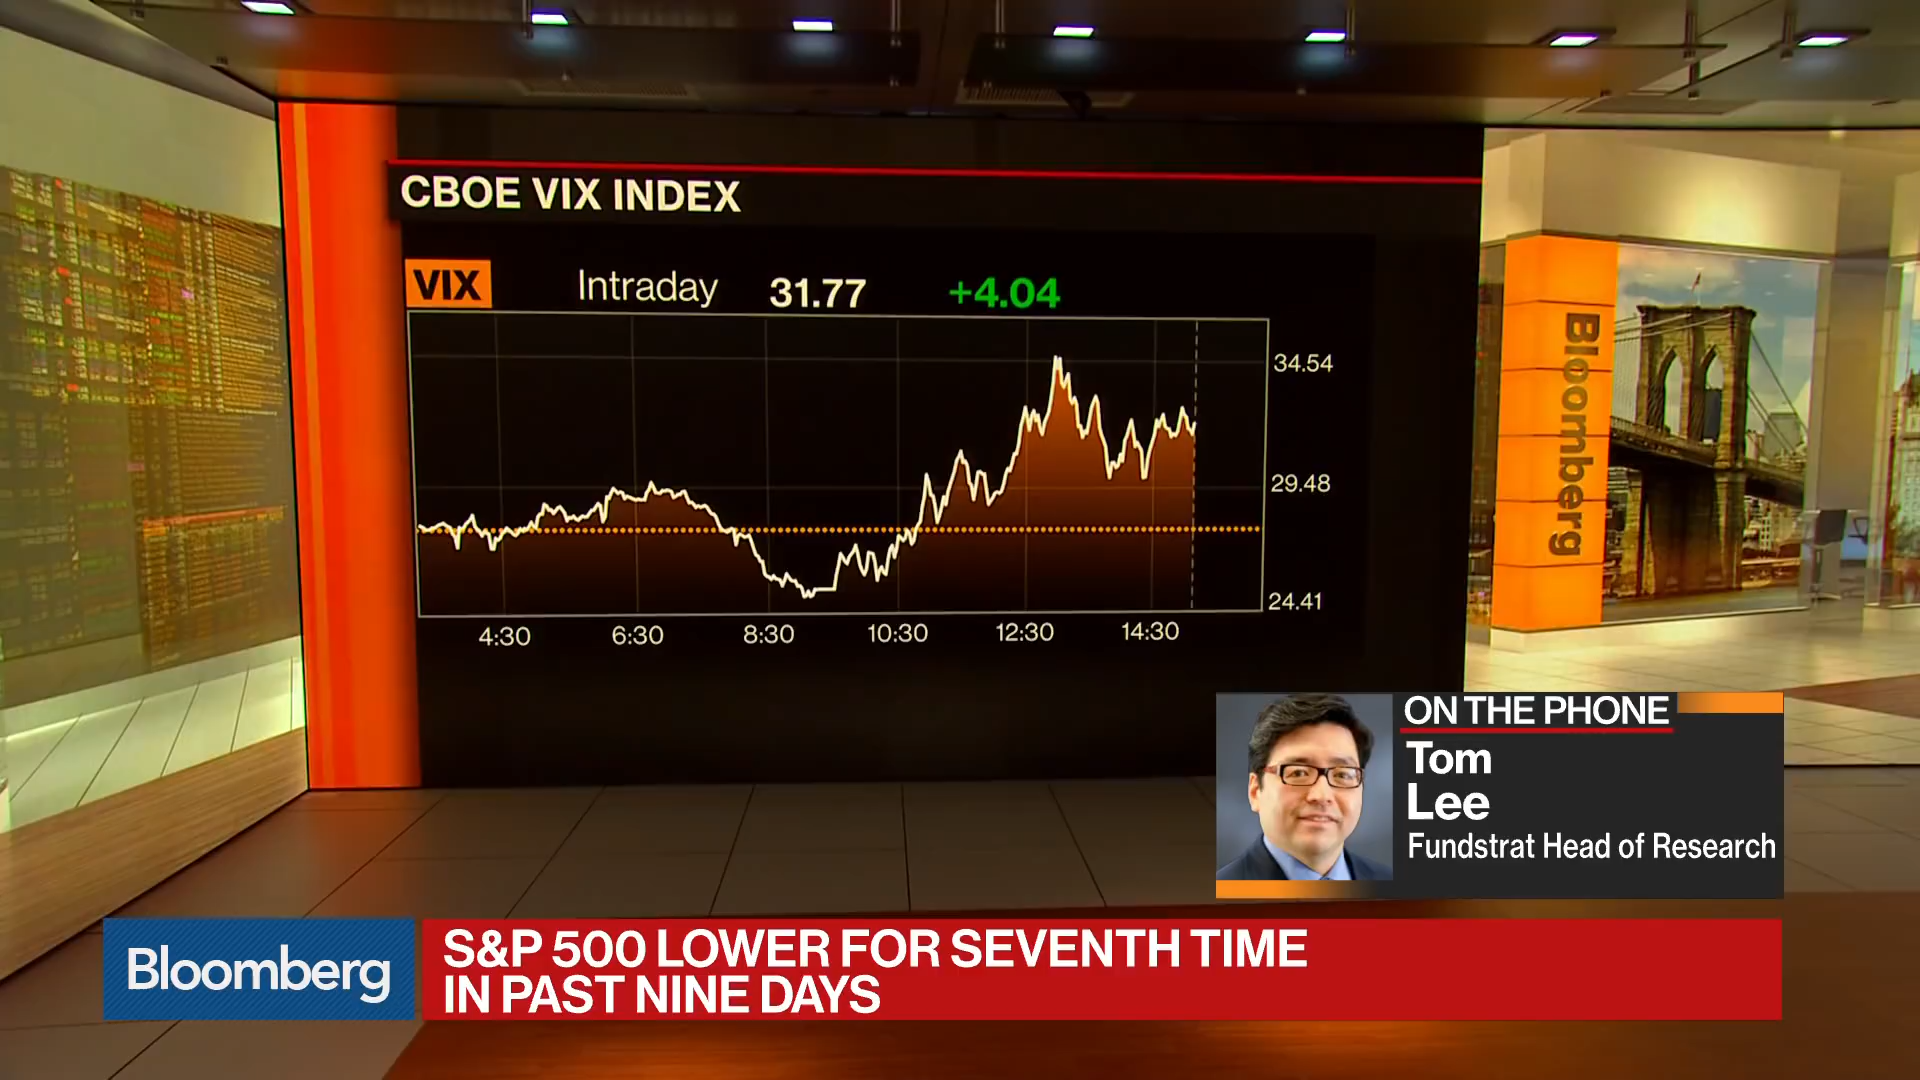 CBOE VIX INDEX
VIX Intraday 31.77 +4.04
34.54
29.48
24.41
4:30 6:30 8:30 10:30 12:30 14:30
Bloomberg
ON THE PHONE
Tom
Lee
Fundstrat Head of Research
Bloomberg
S&P 500 LOWER FOR SEVENTH TIME
IN PAST NINE DAYS